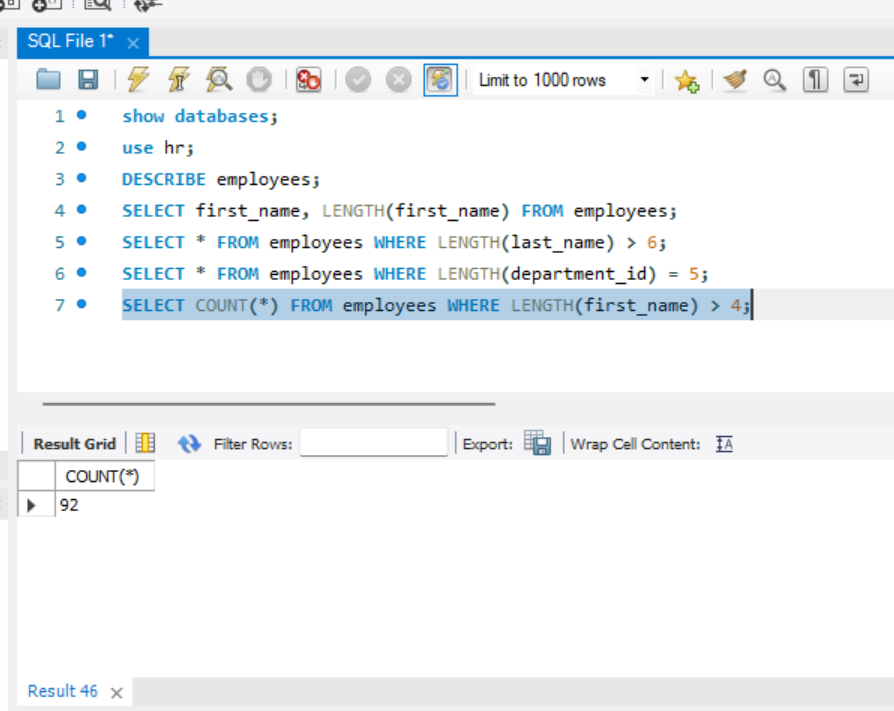 SQL File 1*
Limit to 1000 rows
1 show databases;
2 use hr;
3 DESCRIBE employees;
4 SELECT first_name, LENGTH(first_name) FROM employees;
5 SELECT * FROM employees WHERE LENGTH(last_name) > 6;
6 SELECT * FROM employees WHERE LENGTH(department_id) = 5;
7 SELECT COUNT(*) FROM employees WHERE LENGTH(first_name) > 4;
Result Grid Filter Rows: Export: Wrap Cell Content:
COUNT(*)
92
Result 46